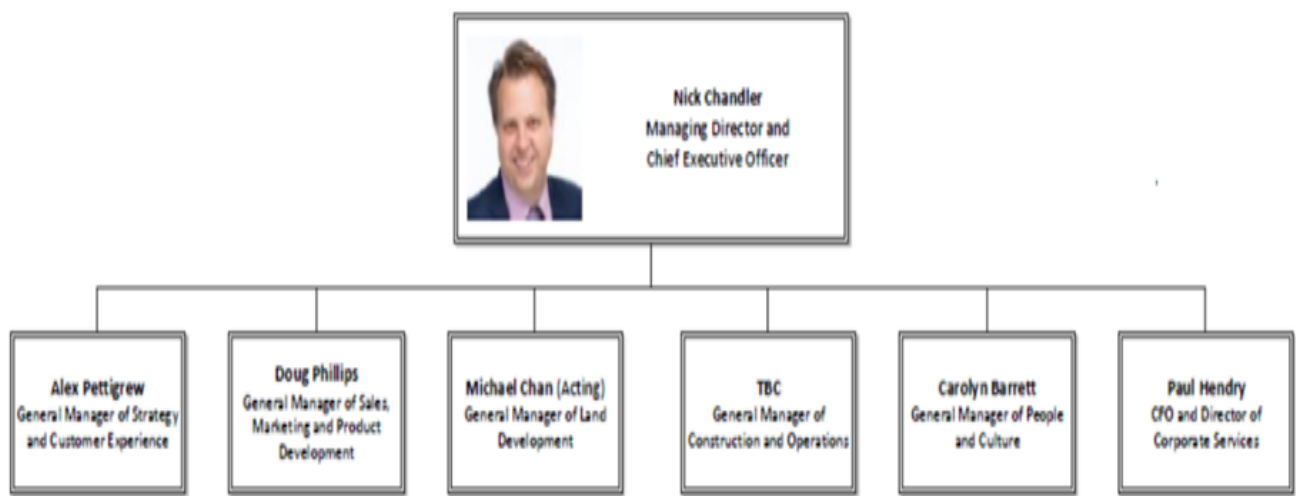 Nick Chandler
Managing Director and
Chief Executive Officer
Alex Pettigrew
General Manager of Strategy
and Customer Experience
Doug Phillips
General Manager of Sales,
Marketing and Product
Development
Michael Chan (Acting)
General Manager of Land
Development
TBC
General Manager of
Construction and Operations
Carolyn Barrett
General Manager of People
and Culture
Paul Hendry
CFO and Director of
Corporate Services